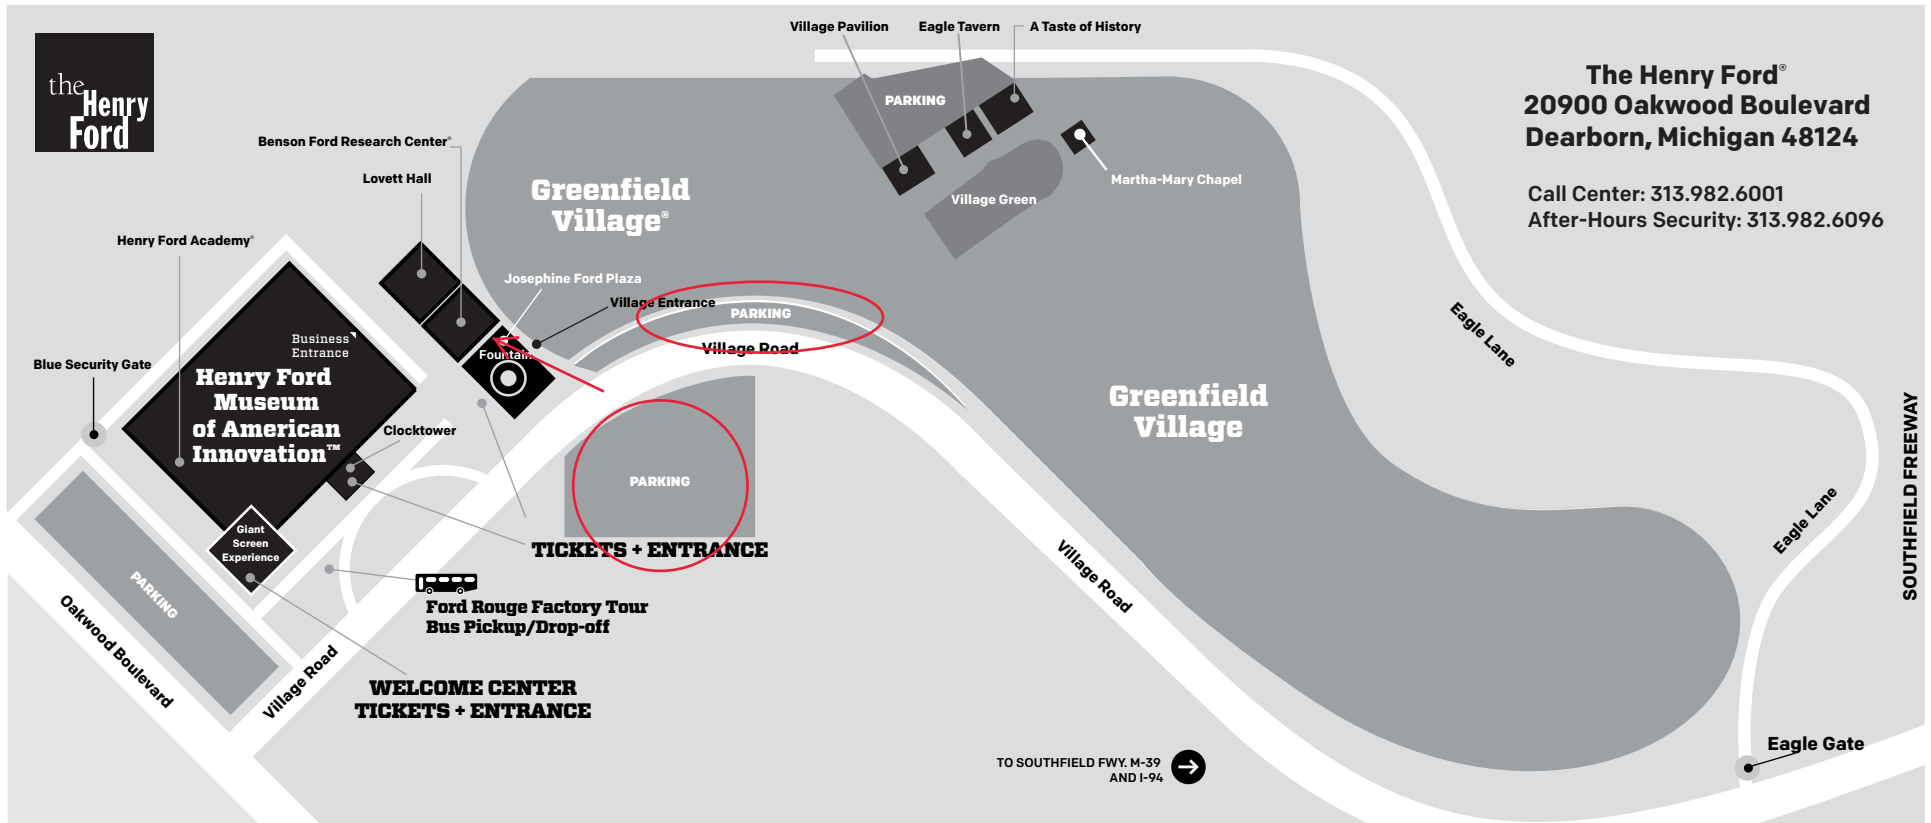 the
Henry
Ford
Village Pavilion
Eagle Tavern
A Taste of History
The Henry Ford®
20900 Oakwood Boulevard
Dearborn, Michigan 48124
Call Center: 313.982.6001
After-Hours Security: 313.982.6096
PARKING
Benson Ford Research Center®
Lovett Hall
Greenfield
Village®
Martha-Mary Chapel
Village Green
Henry Ford Academy®
Josephine Ford Plaza
Village Entrance
PARKING
Village Road
Business
Entrance
Fountain
Blue Security Gate
Henry Ford
Museum
of American
Innovation™
Clocktower
Eagle Lane
Greenfield
Village
SOUTHFIELD FREEWAY
PARKING
Giant
Screen
Experience
TICKETS + ENTRANCE
Eagle Lane
PARKING
Oakwood Boulevard
Ford Rouge Factory Tour
Bus Pickup/Drop-off
Village Road
Village Road
WELCOME CENTER
TICKETS + ENTRANCE
TO SOUTHFIELD FWY. M-39
AND I-94
Eagle Gate